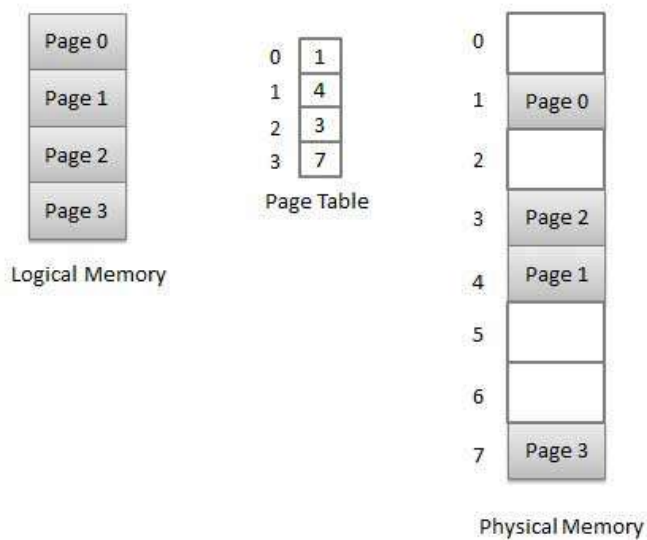 Page 0
Page 1
Page 2
Page 3
Logical Memory
0 1
1 4
2 3
3 7
Page Table
0
1 Page 0
2
3 Page 2
4 Page 1
5
6
7 Page 3
Physical Memory